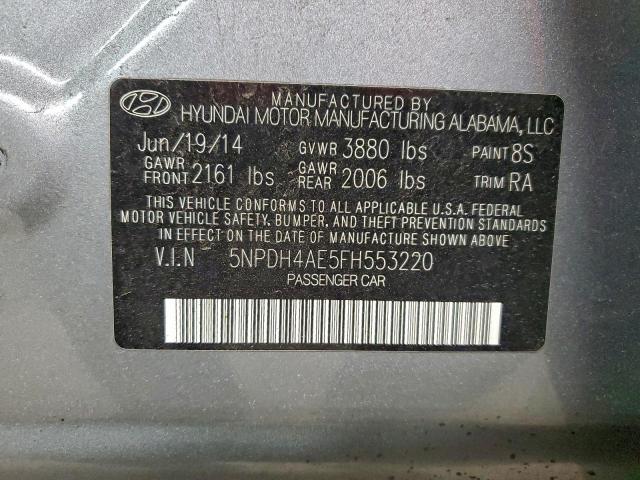 MANUFACTURED BY
HYUNDAI MOTOR MANUFACTURING ALABAMA, LLC
Jun/19/14 GVWR 3880 lbs PAINT 8S
GAWR FRONT 2161 lbs GAWR REAR 2006 lbs TRIM RA
THIS VEHICLE CONFORMS TO ALL APPLICABLE U.S.A. FEDERAL
MOTOR VEHICLE SAFETY, BUMPER, AND THEFT PREVENTION STANDARDS
IN EFFECT ON THE DATE OF MANUFACTURE SHOWN ABOVE
V.I.N 5NPDH4AE5FH553220
PASSENGER CAR